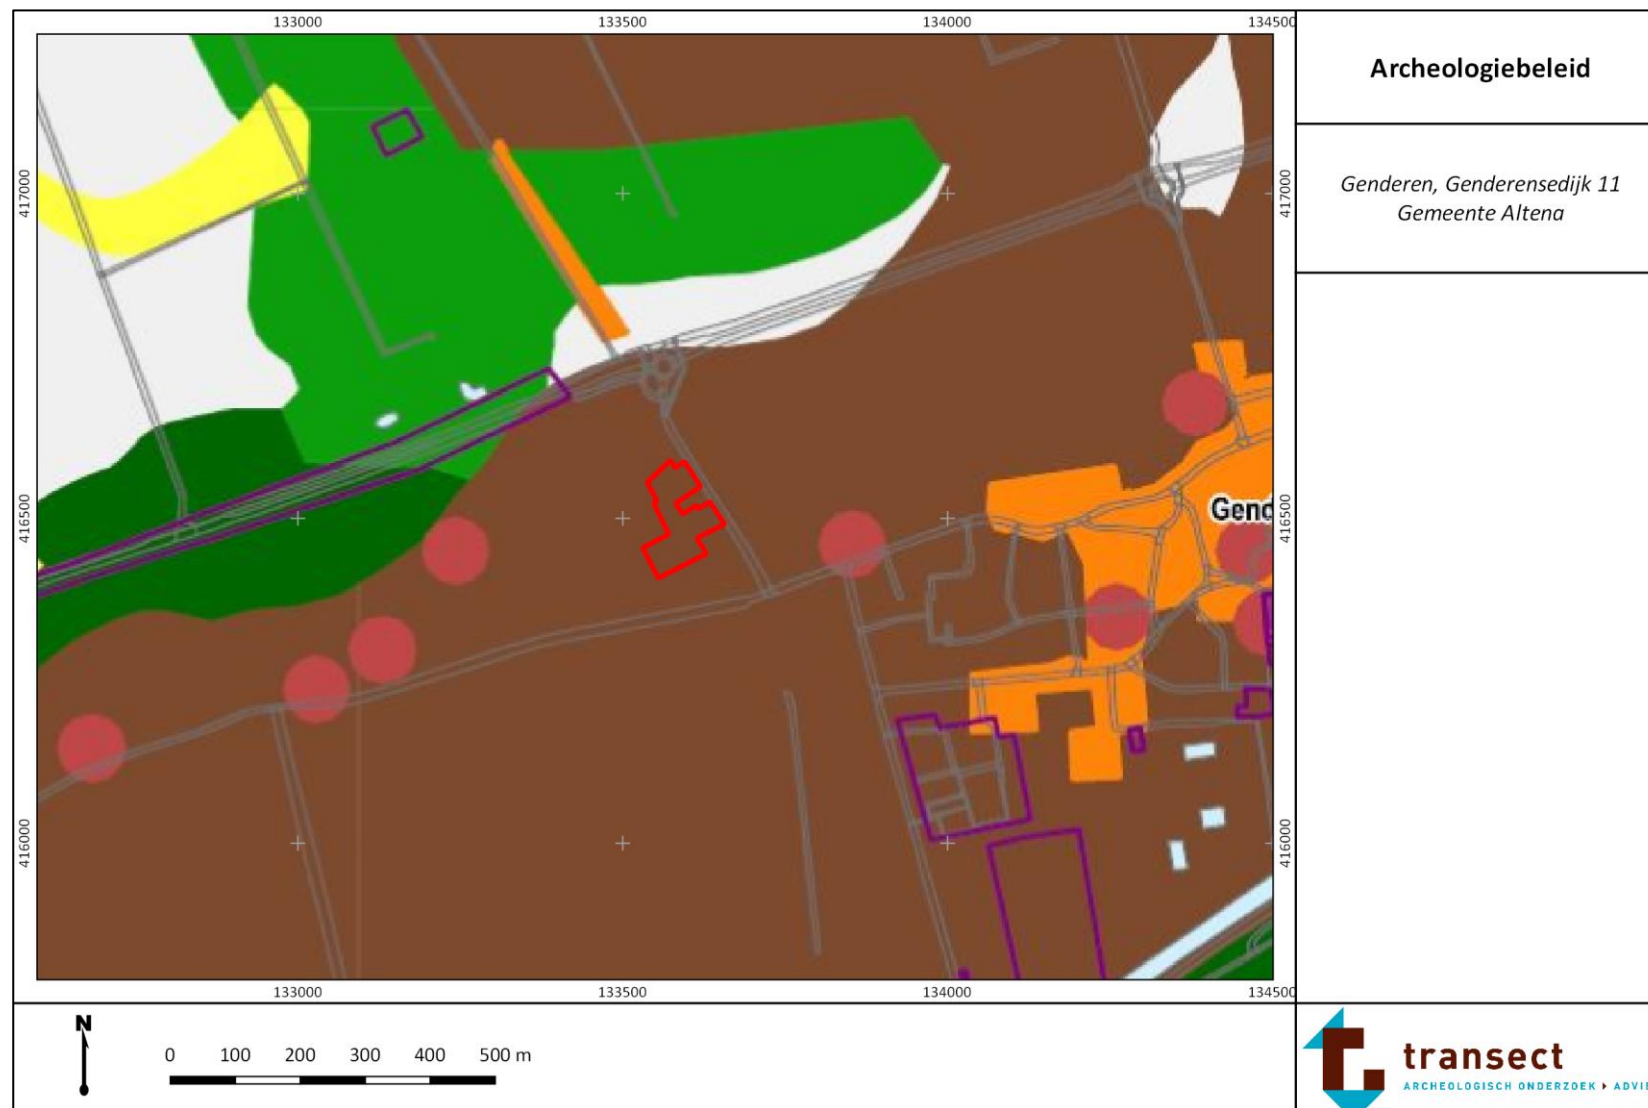 133000 133500 134000 134500
Archeologiebeleid
Genderen, Genderensedijk 11
Gemeente Altena
417000 417000
416500 416500
Gend
416000 416000
133000 133500 134000 134500
N
0 100 200 300 400 500 m
transect
ARCHEOLOGISCH ONDERZOEK ▸ ADVIE